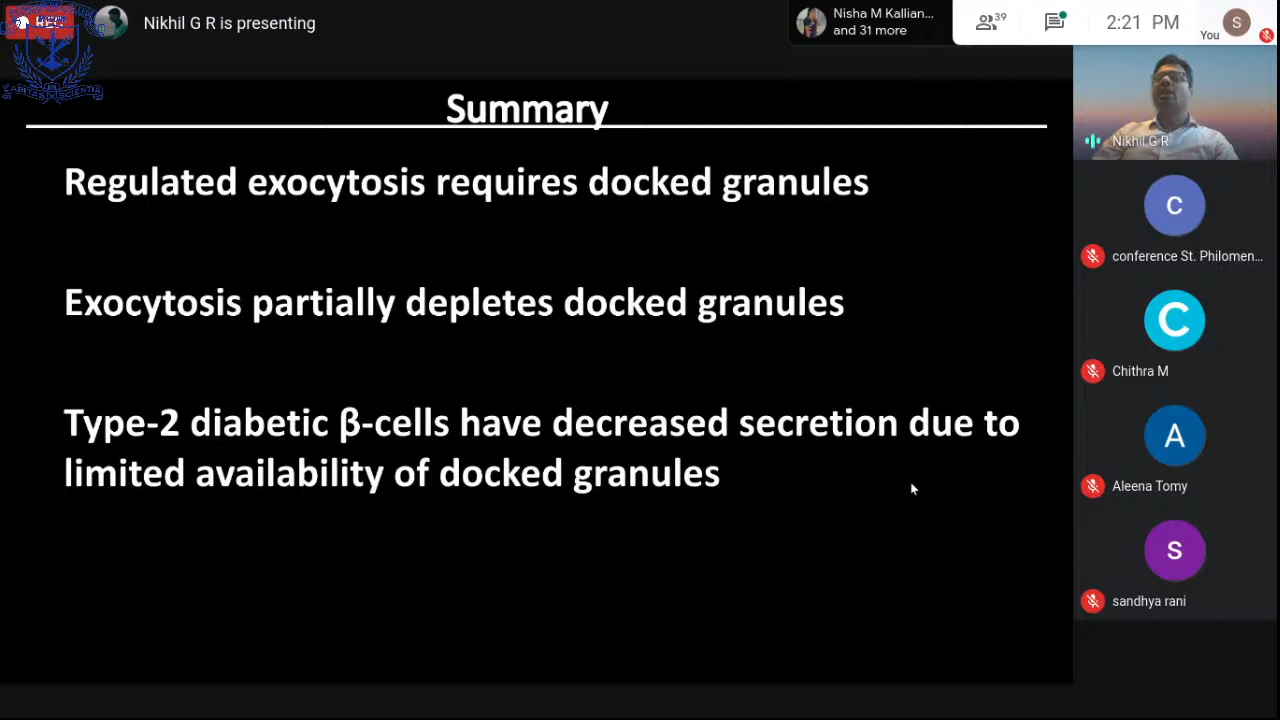 Nikhil G R is presenting
Nisha M Kallian...
and 31 more
39
2:21 PM
You
S
Summary
Regulated exocytosis requires docked granules
Exocytosis partially depletes docked granules
Type-2 diabetic β-cells have decreased secretion due to
limited availability of docked granules
Nikhil G R
C
conference St. Philomen...
C
Chithra M
A
Aleena Tomy
S
sandhya rani
CARITAS SCIENTIA